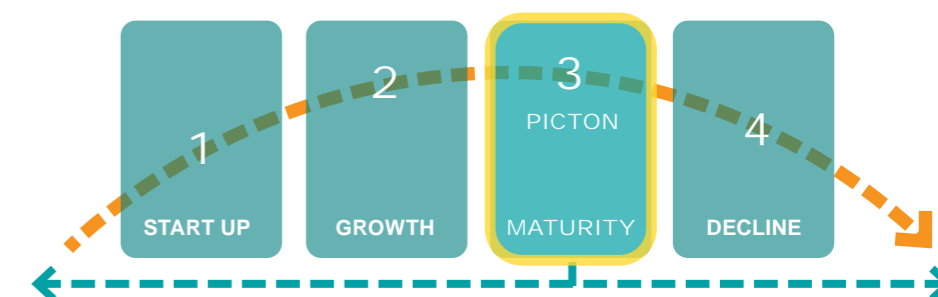 1
START UP
2
GROWTH
3
PICTON
MATURITY
4
DECLINE